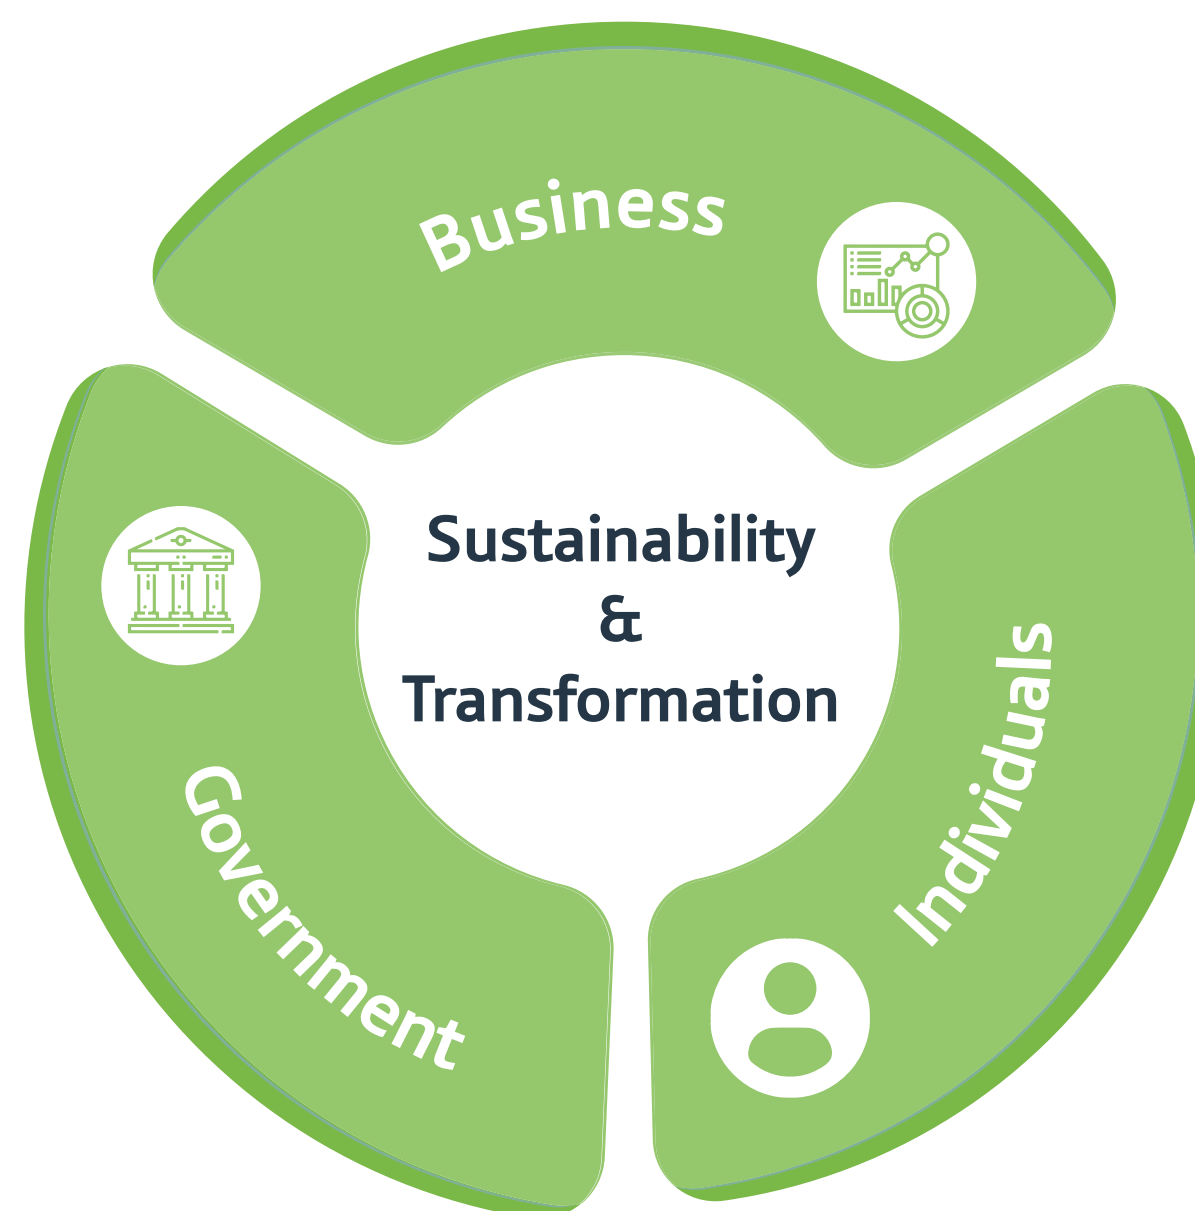 Business
Sustainability
&
Transformation
Government
Individuals